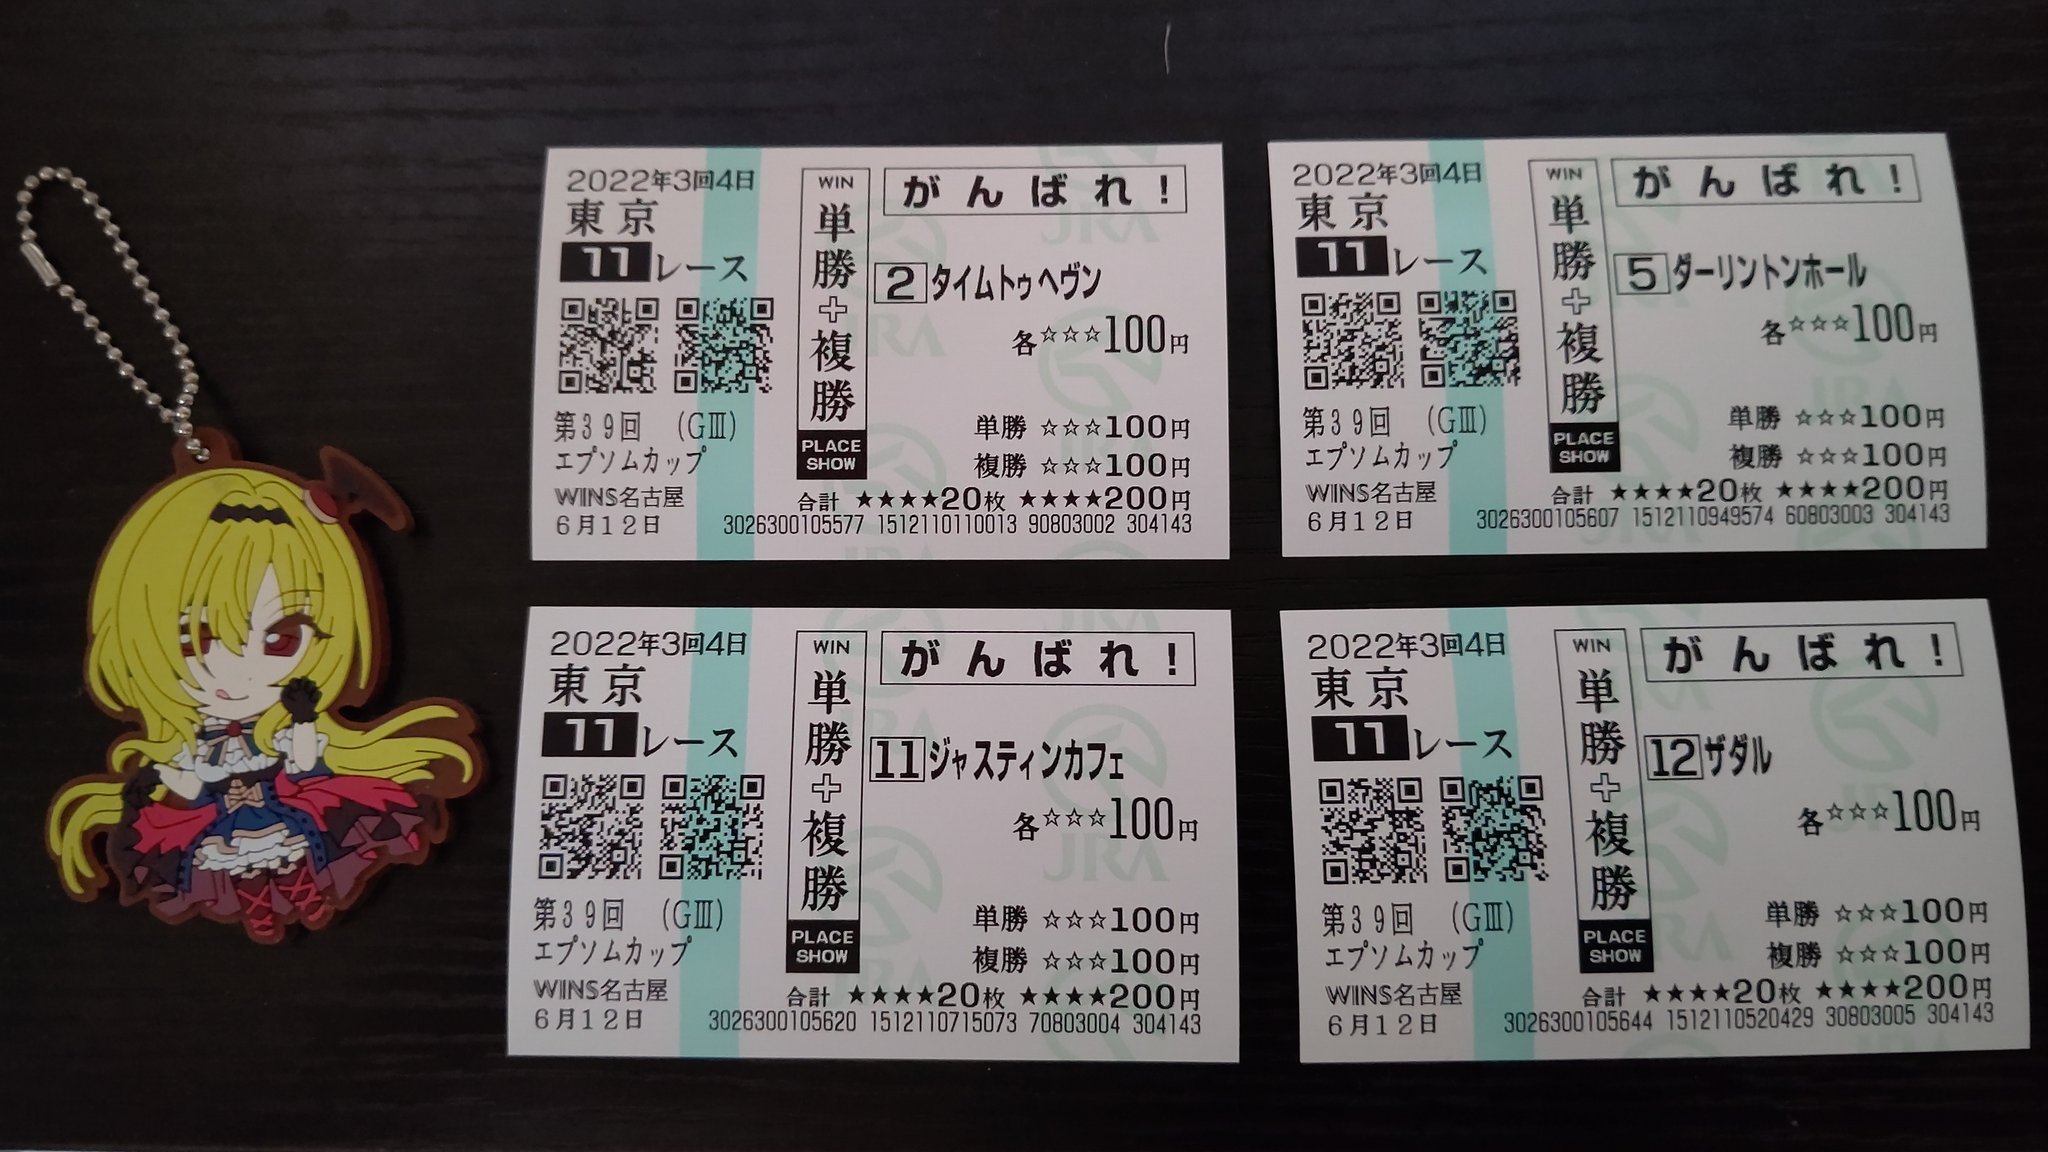 2022年3回4日
東京
11レース
第39回 (GⅢ)
エプソムカップ
WINS名古屋
6月12日
WIN
単勝+複勝
PLACE
SHOW
がんばれ!
2 タイムトゥヘヴン
各☆☆☆100円
単勝 ☆☆☆100円
複勝 ☆☆☆100円
合計 ★★★★20枚 ★★★★200円
3026300105577 1512110110013 90803002 304143
JRA
2022年3回4日
東京
11レース
第39回 (GⅢ)
エプソムカップ
WINS名古屋
6月12日
WIN
単勝+複勝
PLACE
SHOW
がんばれ!
5 ダーリントンホール
各☆☆☆100円
単勝 ☆☆☆100円
複勝 ☆☆☆100円
合計 ★★★★20枚 ★★★★200円
3026300105607 1512110949574 60803003 304143
JRA
2022年3回4日
東京
11レース
第39回 (GⅢ)
エプソムカップ
WINS名古屋
6月12日
WIN
単勝+複勝
PLACE
SHOW
がんばれ!
11 ジャスティンカフェ
各☆☆☆100円
単勝 ☆☆☆100円
複勝 ☆☆☆100円
合計 ★★★★20枚 ★★★★200円
3026300105620 1512110715073 70803004 304143
JRA
2022年3回4日
東京
11レース
第39回 (GⅢ)
エプソムカップ
WINS名古屋
6月12日
WIN
単勝+複勝
PLACE
SHOW
がんばれ!
12 ザダル
各☆☆☆100円
単勝 ☆☆☆100円
複勝 ☆☆☆100円
合計 ★★★★20枚 ★★★★200円
3026300105644 1512110520429 30803005 304143
JRA